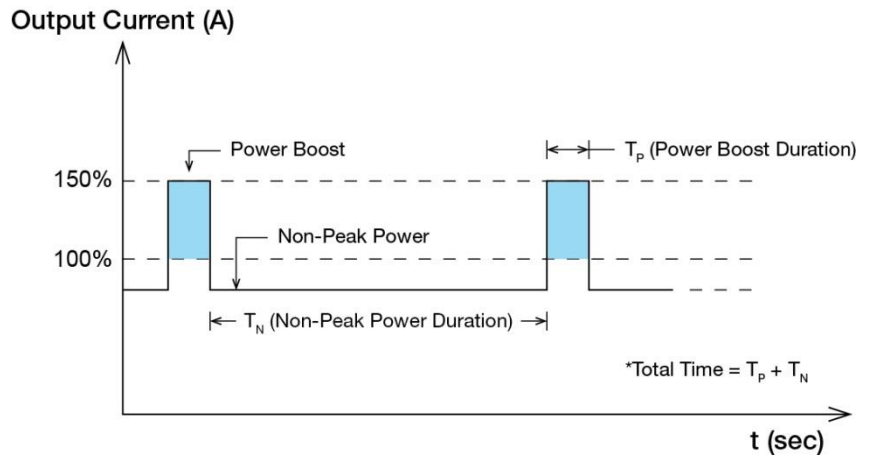 Output Current (A)
Power Boost
T_P (Power Boost Duration)
150%
Non-Peak Power
100%
T_N (Non-Peak Power Duration)
*Total Time = T_P + T_N
t (sec)